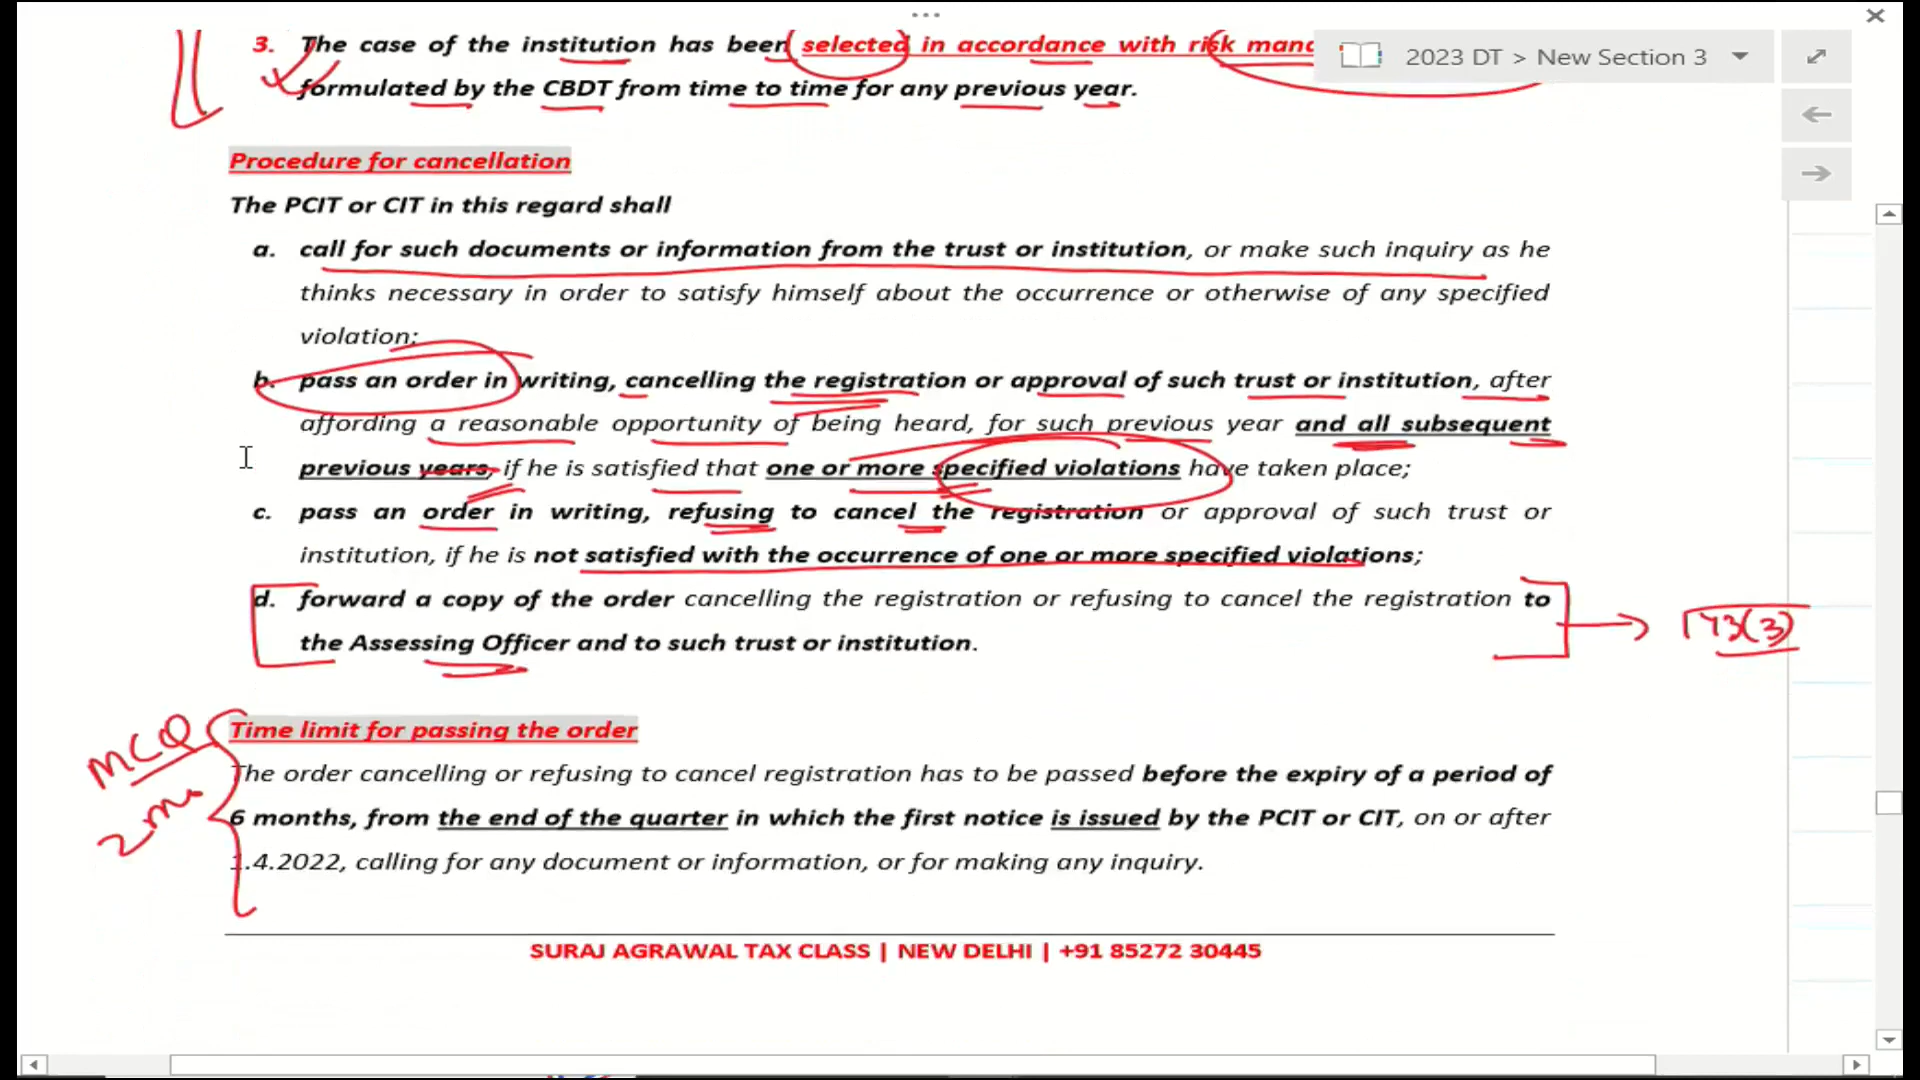 3. The case of the institution has been selected in accordance with risk
2023 DT > New Section 3
formulated by the CBDT from time to time for any previous year.
Procedure for cancellation
The PCIT or CIT in this regard shall
a. call for such documents or information from the trust or institution, or make such inquiry as he
thinks necessary in order to satisfy himself about the occurrence or otherwise of any specified
violation;
b. pass an order in writing, cancelling the registration or approval of such trust or institution, after
affording a reasonable opportunity of being heard, for such previous year and all subsequent
previous years, if he is satisfied that one or more specified violations have taken place;
c. pass an order in writing, refusing to cancel the registration or approval of such trust or
institution, if he is not satisfied with the occurrence of one or more specified violations;
d. forward a copy of the order cancelling the registration or refusing to cancel the registration to
the Assessing Officer and to such trust or institution.
143(3)
MCQ
2m
Time limit for passing the order
The order cancelling or refusing to cancel registration has to be passed before the expiry of a period of
6 months, from the end of the quarter in which the first notice is issued by the PCIT or CIT, on or after
1.4.2022, calling for any document or information, or for making any inquiry.
SURAJ AGRAWAL TAX CLASS | NEW DELHI | +91 85272 30445